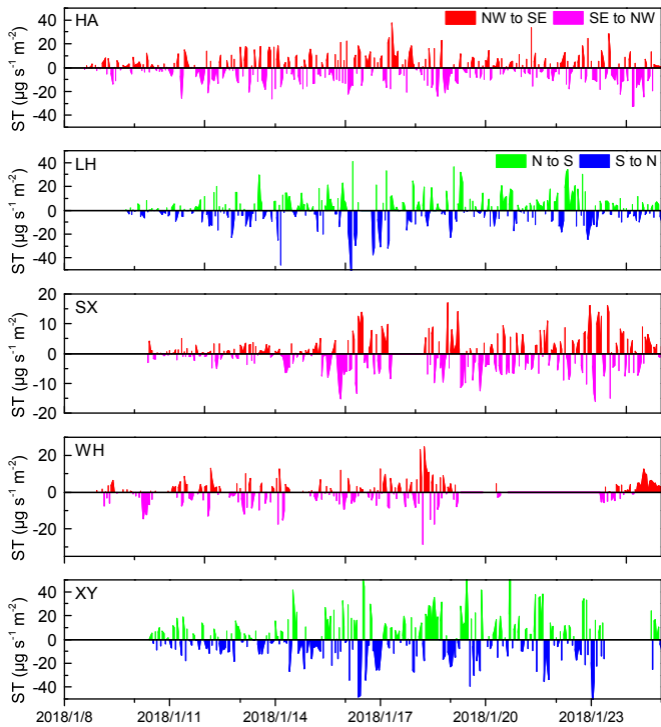 HA
NW to SE
SE to NW
ST (µg s⁻¹ m⁻²)
40
20
0
-20
-40
LH
N to S
S to N
ST (µg s⁻¹ m⁻²)
40
20
0
-20
-40
SX
ST (µg s⁻¹ m⁻²)
20
10
0
-10
-20
WH
ST (µg s⁻¹ m⁻²)
20
0
-20
XY
ST (µg s⁻¹ m⁻²)
40
20
0
-20
-40
2018/1/8
2018/1/11
2018/1/14
2018/1/17
2018/1/20
2018/1/23